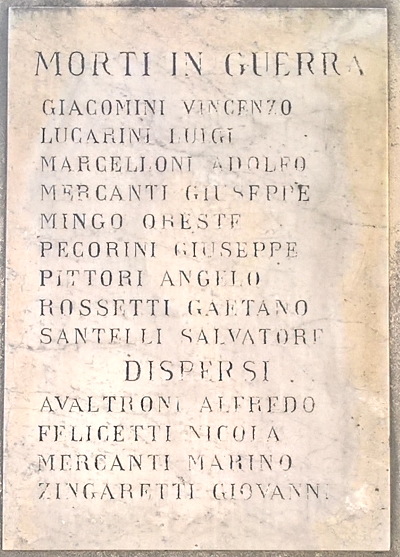 MORTI IN GUERRA
GIACOMINI VINCENZO
LUCARINI LUIGI
MARCELLONI ADOLFO
MERCANTI GIUSEPPE
MINGO ORESTE
PECORINI GIUSEPPE
PITTORI ANGELO
ROSSETTI GAETANO
SANTELLI SALVATORE
DISPERSI
AVALTRONI ALFREDO
FELICETTI NICOLA
MERCANTI MARINO
ZINGARETTI GIOVANNI